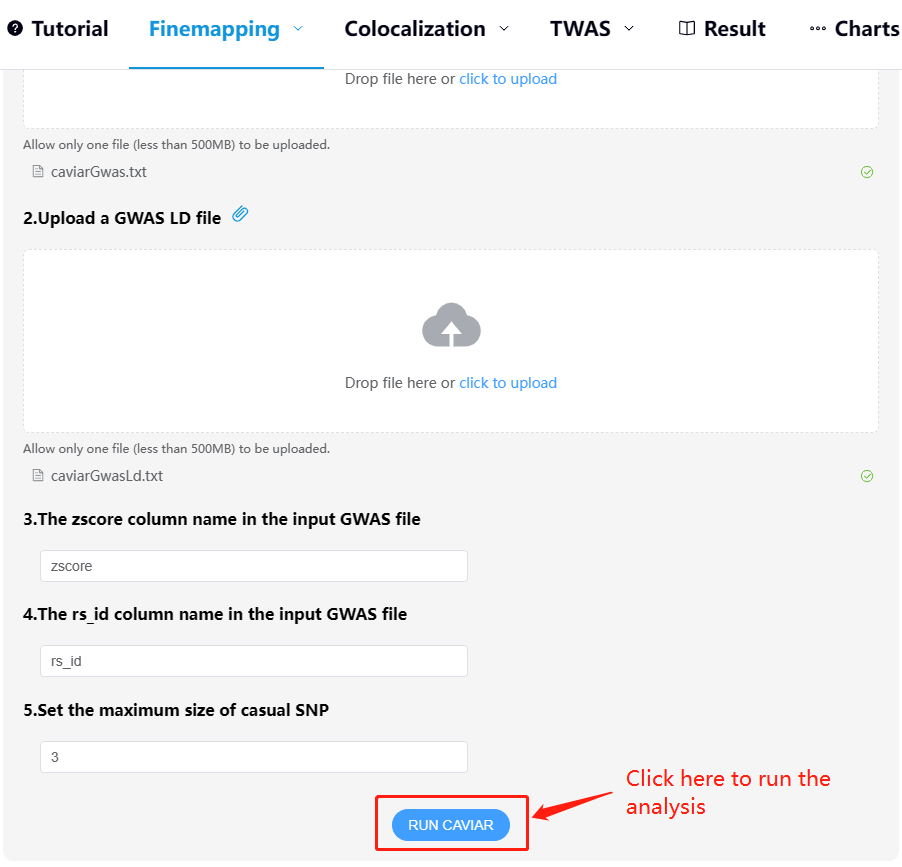 Tutorial Finemapping Colocalization TWAS Result Charts
Drop file here or click to upload
Allow only one file (less than 500MB) to be uploaded.
caviarGwas.txt
2.Upload a GWAS LD file
Drop file here or click to upload
Allow only one file (less than 500MB) to be uploaded.
caviarGwasLd.txt
3.The zscore column name in the input GWAS file
zscore
4.The rs_id column name in the input GWAS file
rs_id
5.Set the maximum size of casual SNP
3
Click here to run the
analysis
RUN CAVIAR